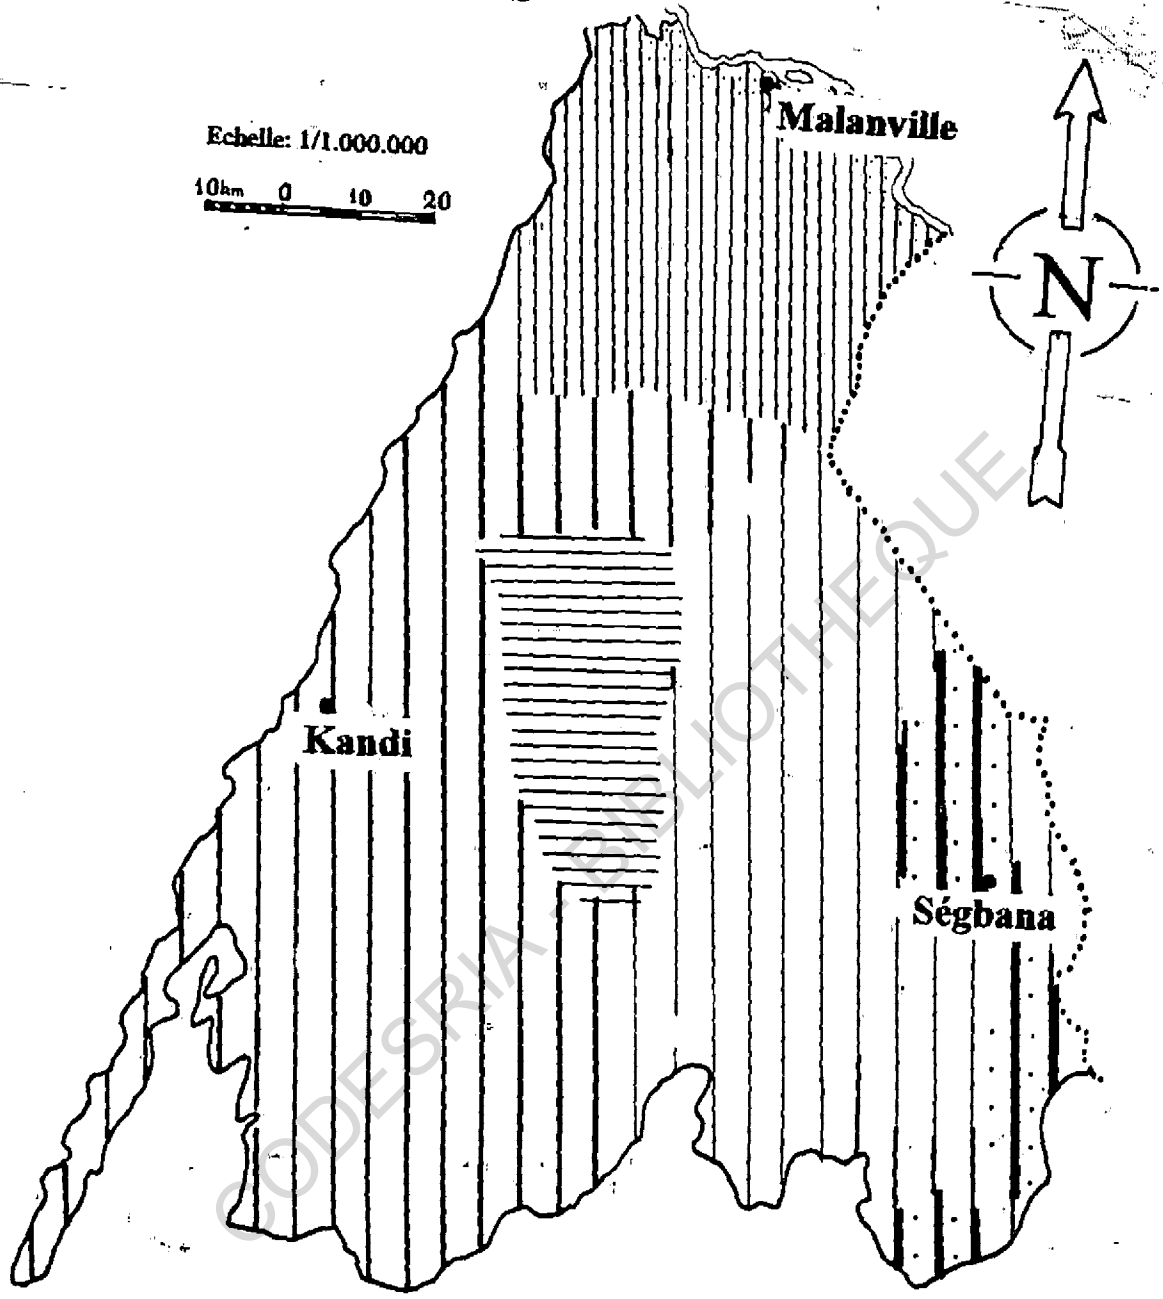 Malanville
Echelle: 1/1.000.000
10km 0 10 20
N
Kandi
Ségbana
CODESRIA - BIBLIOTHEQUE